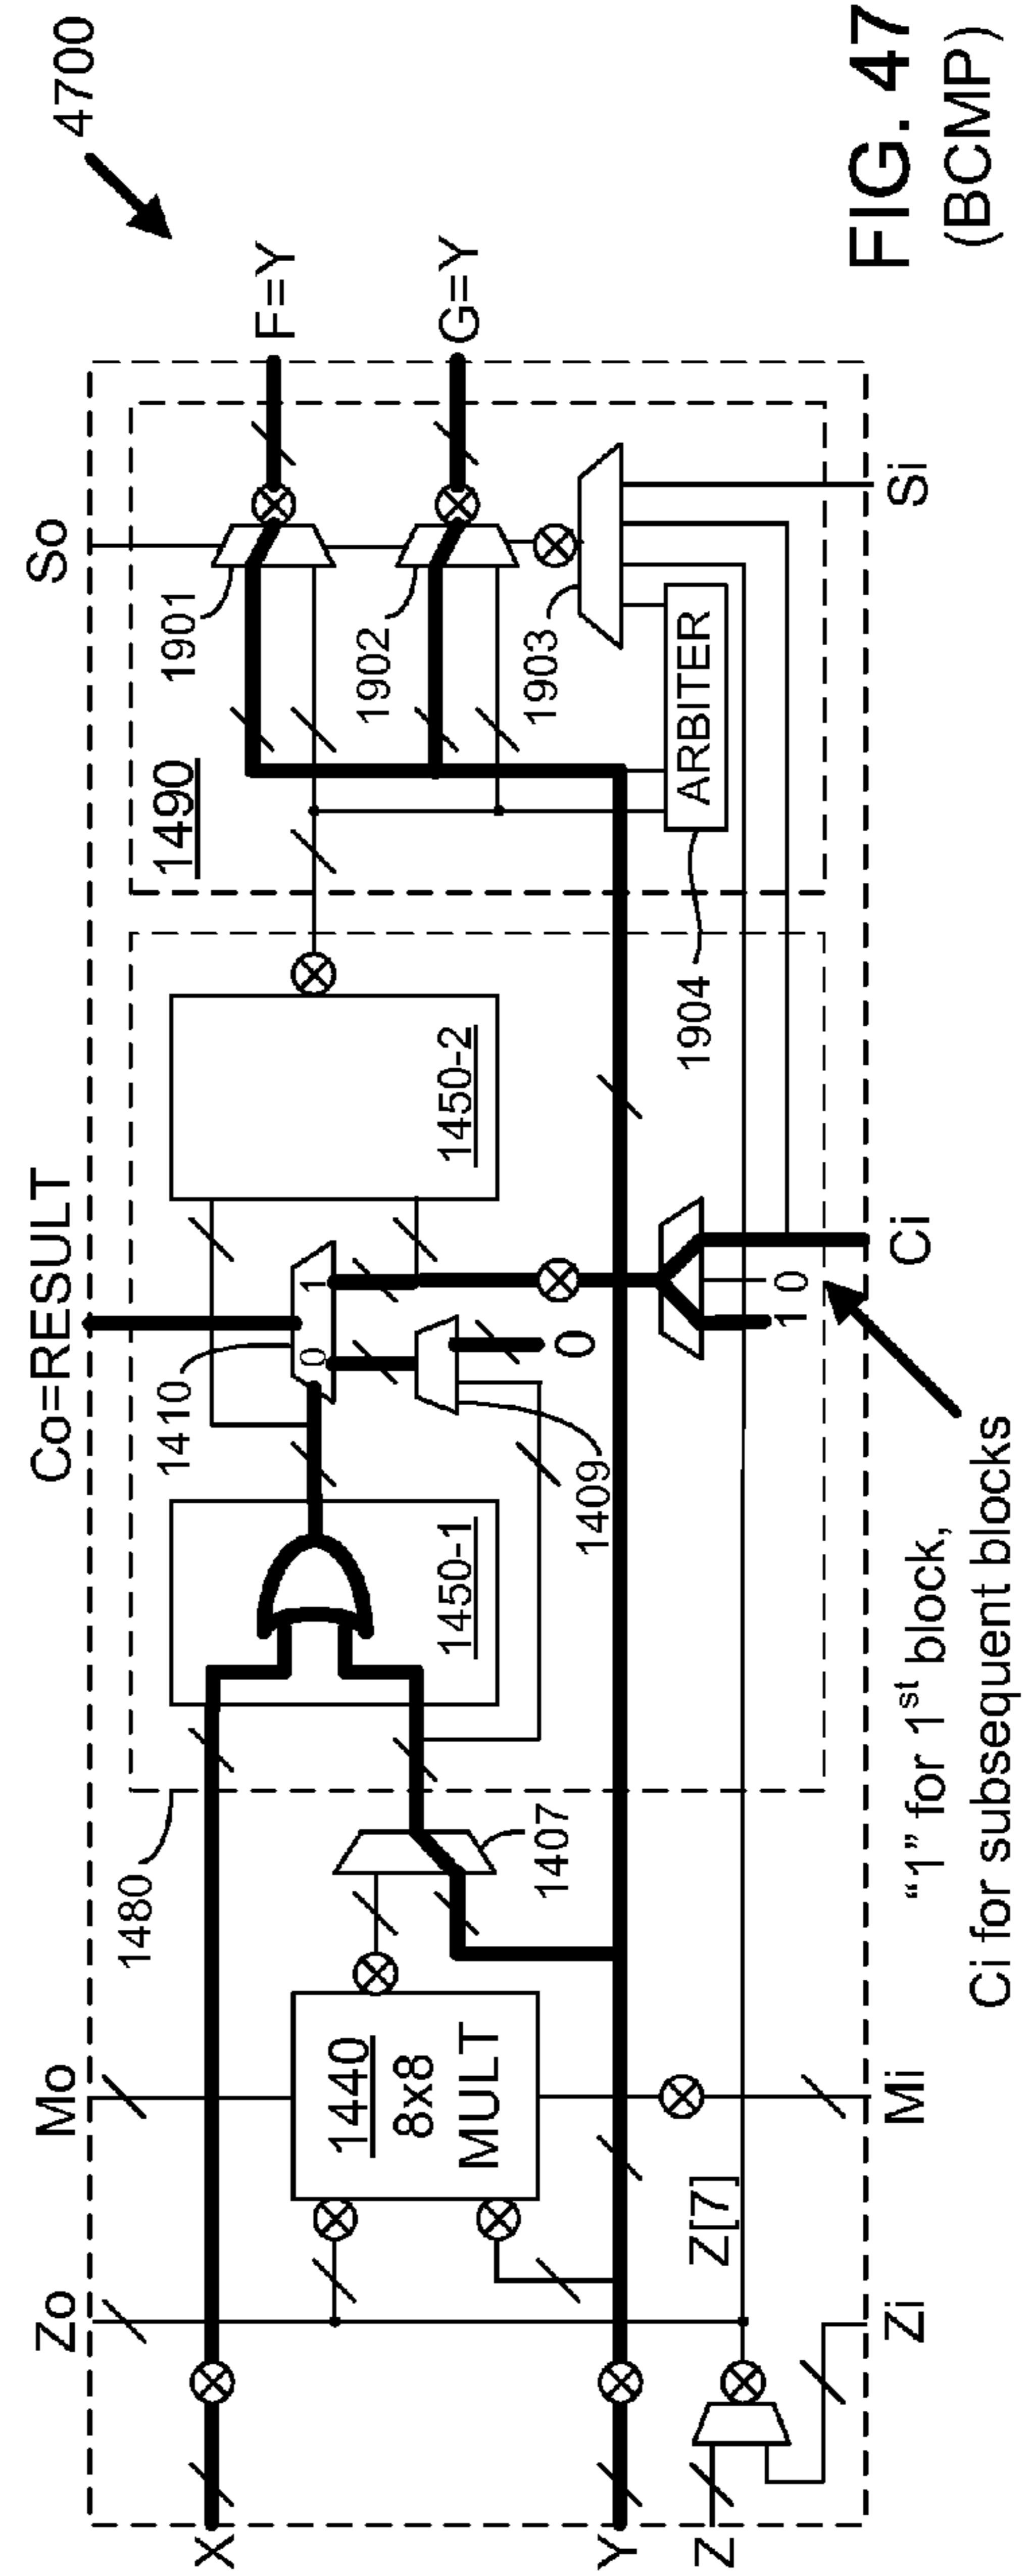 4700
Co=RESULT
So
Zo
Mo
1480
1410
1490
1901
F=Y
X
1440
8x8
MULT
1407
1450-1
0
1
1450-2
1902
G=Y
1409
0
1903
Y
Z
Z[7]
1904
ARBITER
1
0
Zi
Mi
Ci
Si
“1” for 1st block,
Ci for subsequent blocks
FIG. 47
(BCMP)